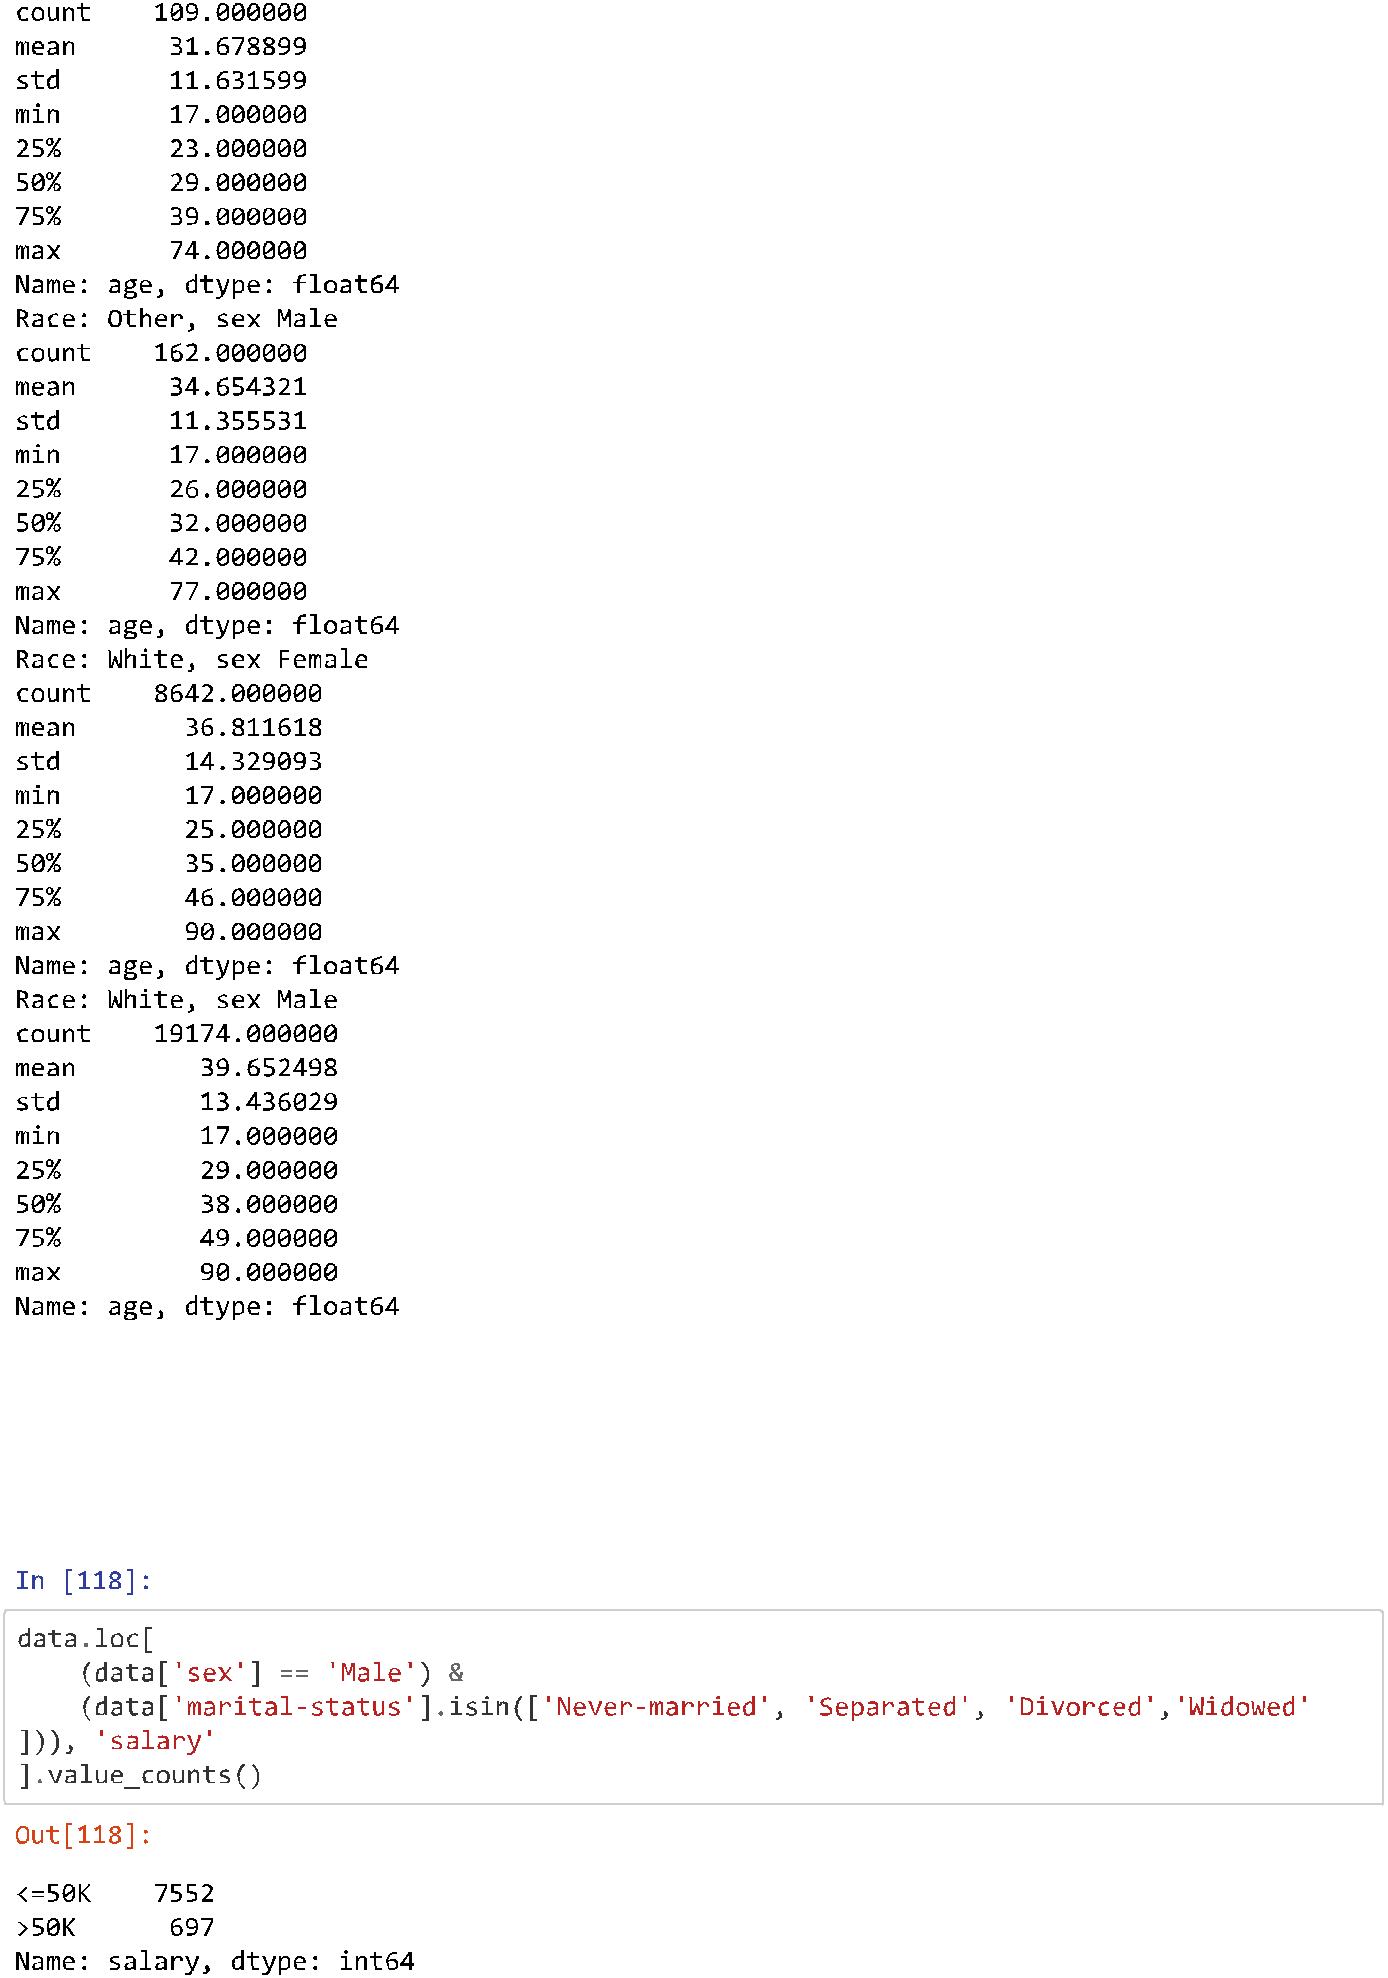 count    109.000000
mean      31.678899
std       11.631599
min       17.000000
25%       23.000000
50%       29.000000
75%       39.000000
max       74.000000
Name: age, dtype: float64
Race: Other, sex Male
count    162.000000
mean      34.654321
std       11.355531
min       17.000000
25%       26.000000
50%       32.000000
75%       42.000000
max       77.000000
Name: age, dtype: float64
Race: White, sex Female
count    8642.000000
mean       36.811618
std        14.329093
min        17.000000
25%        25.000000
50%        35.000000
75%        46.000000
max        90.000000
Name: age, dtype: float64
Race: White, sex Male
count    19174.000000
mean        39.652498
std         13.436029
min         17.000000
25%         29.000000
50%         38.000000
75%         49.000000
max         90.000000
Name: age, dtype: float64
In [118]:
data.loc[
    (data['sex'] == 'Male') &
    (data['marital-status'].isin(['Never-married', 'Separated', 'Divorced','Widowed'
])), 'salary'
].value_counts()
Out[118]:
<=50K    7552
>50K      697
Name: salary, dtype: int64